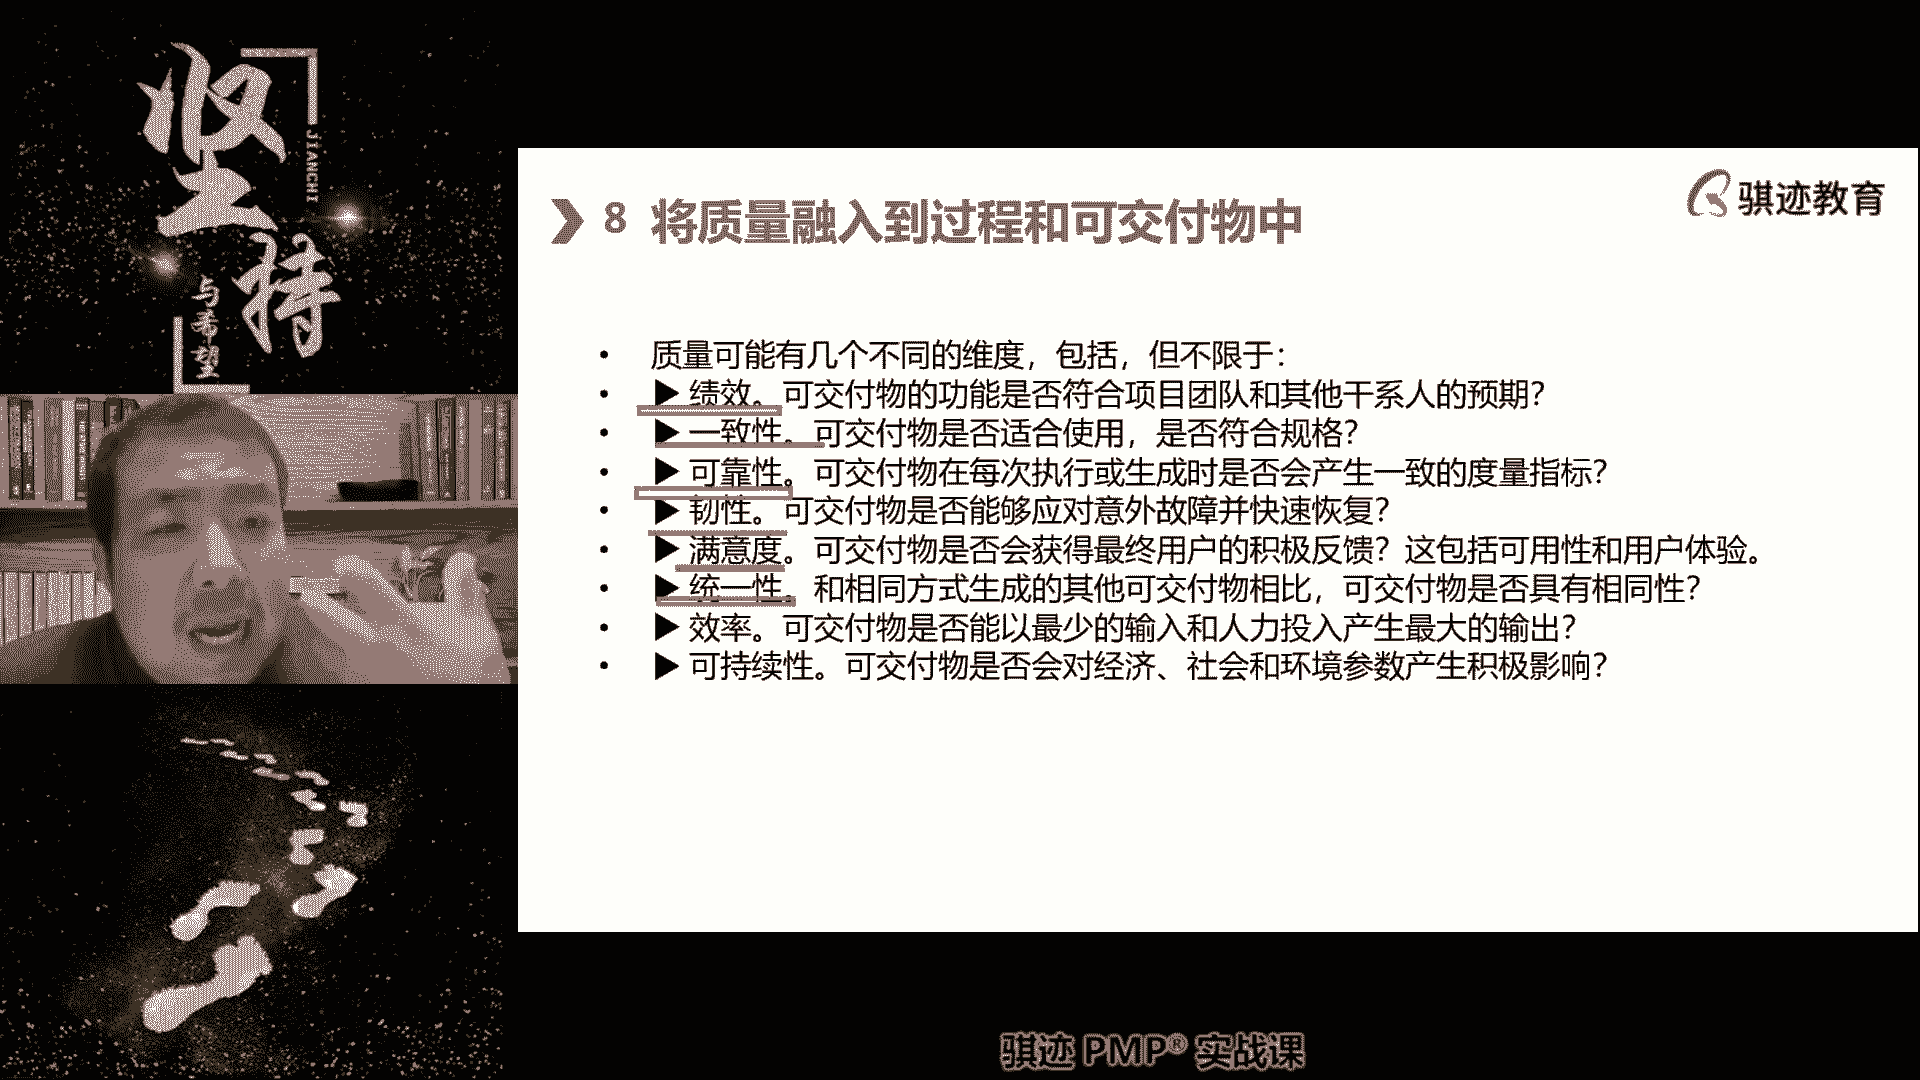 坚持
JIANCHI
与希望
骐迹教育
8 将质量融入到过程和可交付物中
• 质量可能有几个不同的维度，包括，但不限于：
• ▶ 绩效。可交付物的功能是否符合项目团队和其他干系人的预期？
• ▶ 一致性。可交付物是否适合使用，是否符合规格？
• ▶ 可靠性。可交付物在每次执行或生成时是否会产生一致的度量指标？
• ▶ 韧性。可交付物是否能够应对意外故障并快速恢复？
• ▶ 满意度。可交付物是否会获得最终用户的积极反馈？这包括可用性和用户体验。
• ▶ 统一性。和相同方式生成的其他可交付物相比，可交付物是否具有相同性？
• ▶ 效率。可交付物是否能以最少的输入和人力投入产生最大的输出？
• ▶ 可持续性。可交付物是否会对经济、社会和环境参数产生积极影响？
骐迹 PMP® 实战课